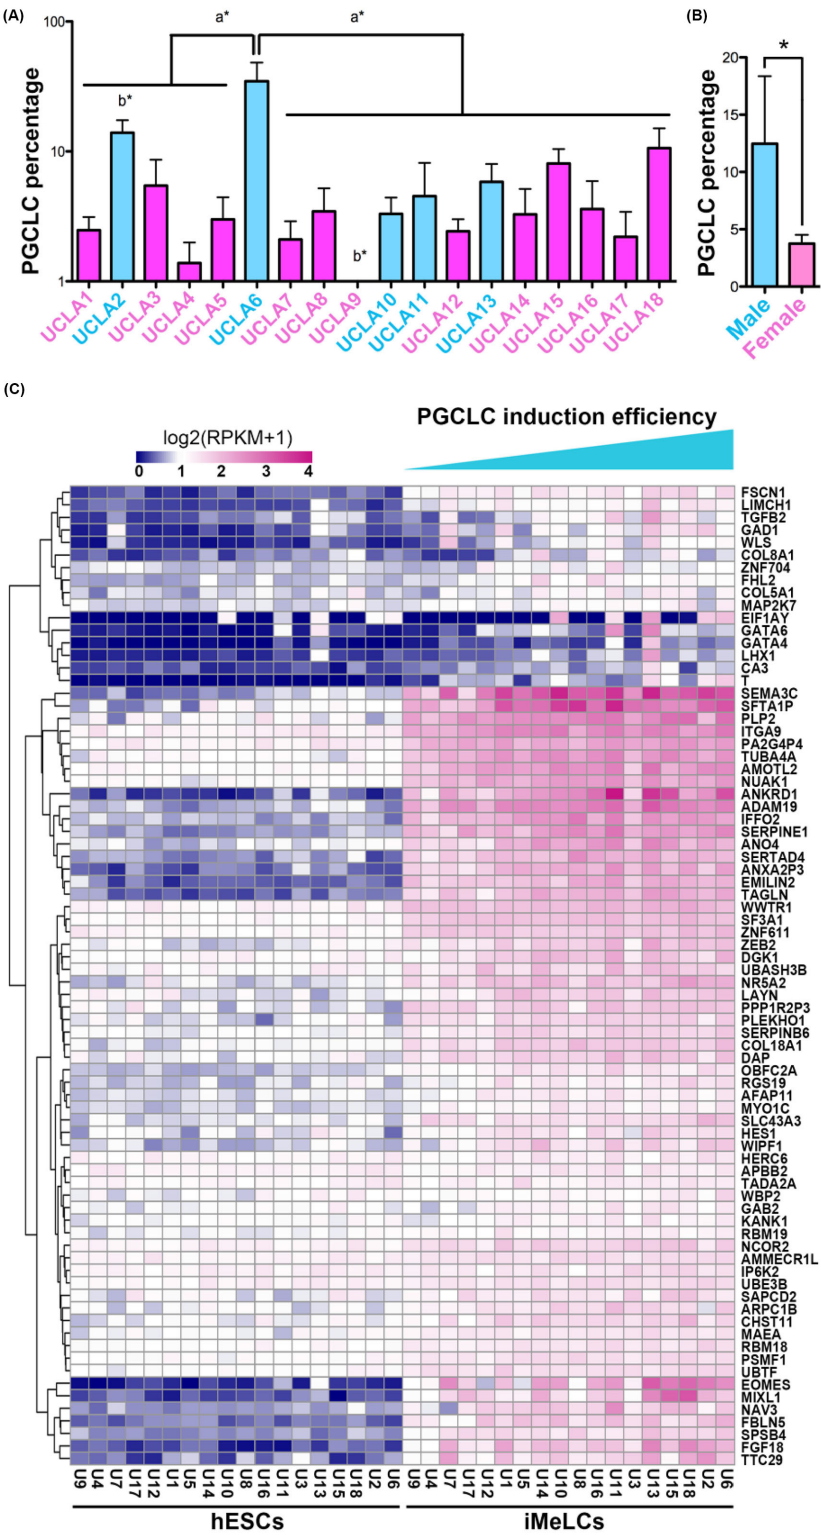 (A)
100
10
1
PGCLC percentage
a*
a*
b*
b*
UCLA1
UCLA2
UCLA3
UCLA4
UCLA5
UCLA6
UCLA7
UCLA8
UCLA9
UCLA10
UCLA11
UCLA12
UCLA13
UCLA14
UCLA15
UCLA16
UCLA17
UCLA18
(B)
20
15
10
5
0
PGCLC percentage
*
Male
Female
(C)
PGCLC induction efficiency
log2(RPKM+1)
0 1 2 3 4
FSCN1
LIMCH1
TGFB2
GAD1
WLS
COL8A1
ZNF704
FHL2
COL5A1
MAP2K7
EIF1AY
GATA6
GATA4
LHX1
CA3
T
SEMA3C
SFTA1P
PLP2
ITGA9
PA2G4P4
TUBA4A
AMOTL2
NUAK1
ANKRD1
ADAM19
IFFO2
SERPINE1
ANO4
SERTAD4
ANXA2P3
EMILIN2
TAGLN
WWTR1
SF3A1
ZNF611
ZEB2
DGK1
UBASH3B
NR5A2
LAYN
PPP1R2P3
PLEKHO1
SERPINB6
COL18A1
DAP
OBFC2A
RGS19
AFAP11
MYO1C
SLC43A3
HES1
WIPF1
HERC6
APBB2
TADA2A
WBP2
GAB2
KANK1
RBM19
NCOR2
AMMECR1L
IP6K2
UBE3B
SAPCD2
ARPC1B
CHST11
MAEA
RBM18
PSMF1
UBTF
EOMES
MIXL1
NAV3
FBLN5
SPSB4
FGF18
TTC29
U9 U4 U7 U17 U12 U1 U5 U14 U10 U8 U16 U11 U3 U13 U15 U18 U2 U6 U9 U4 U17 U7 U12 U1 U5 U14 U10 U8 U16 U11 U3 U13 U15 U18 U2 U6
hESCs iMeLCs